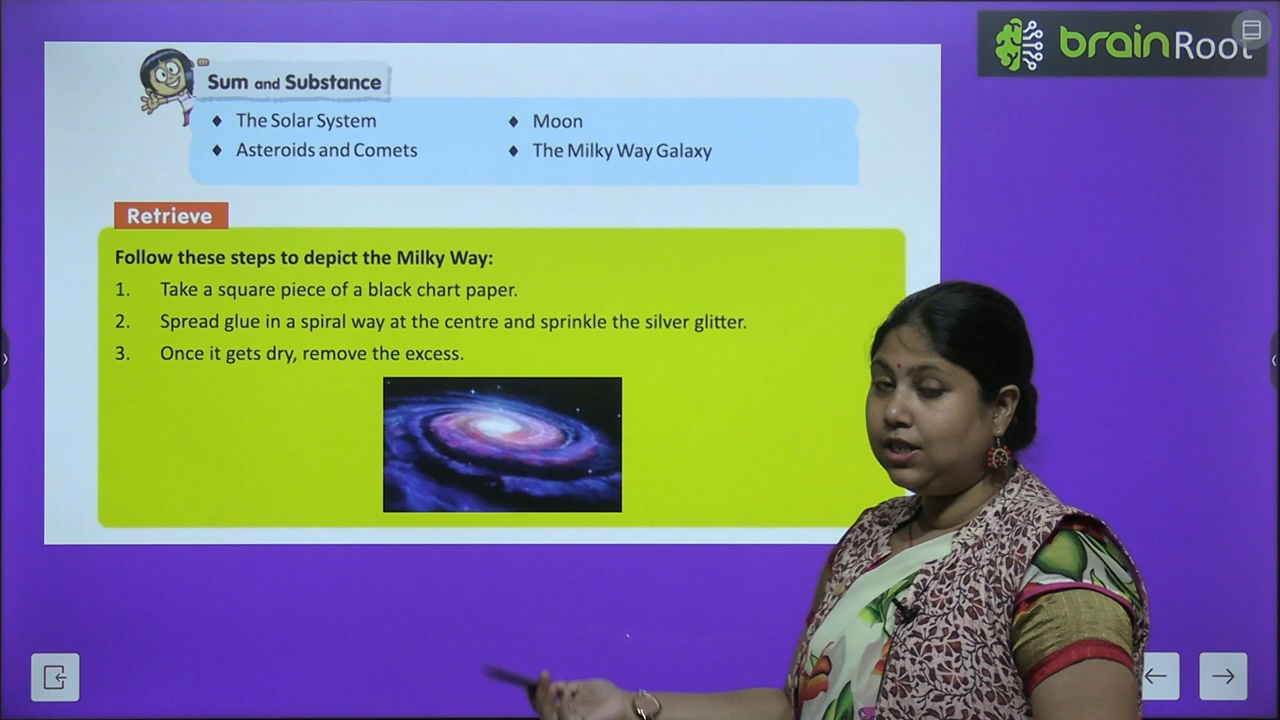 brainRoot
Sum and Substance
♦ The Solar System
♦ Moon
♦ Asteroids and Comets
♦ The Milky Way Galaxy
Retrieve
Follow these steps to depict the Milky Way:
1. Take a square piece of a black chart paper.
2. Spread glue in a spiral way at the centre and sprinkle the silver glitter.
3. Once it gets dry, remove the excess.